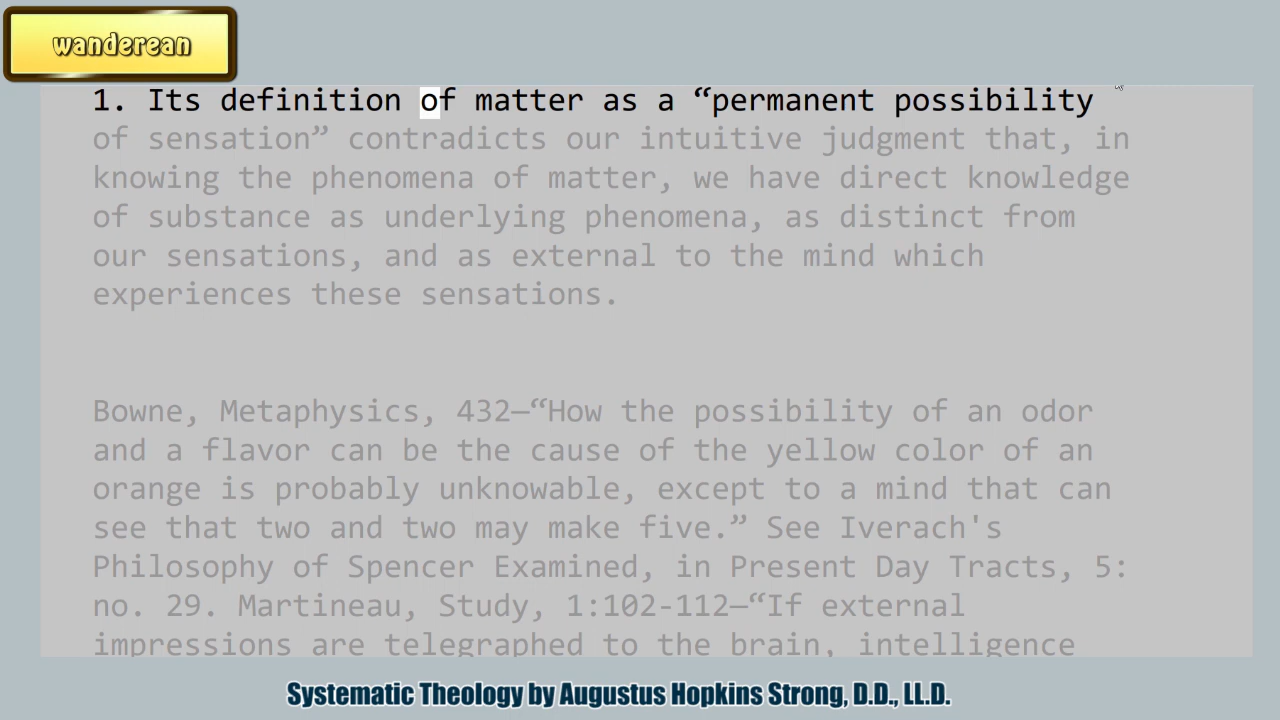 wanderean
1. Its definition of matter as a “permanent possibility
of sensation” contradicts our intuitive judgment that, in
knowing the phenomena of matter, we have direct knowledge
of substance as underlying phenomena, as distinct from
our sensations, and as external to the mind which
experiences these sensations.
Bowne, Metaphysics, 432—“How the possibility of an odor
and a flavor can be the cause of the yellow color of an
orange is probably unknowable, except to a mind that can
see that two and two may make five.” See Iverach's
Philosophy of Spencer Examined, in Present Day Tracts, 5:
no. 29. Martineau, Study, 1:102-112—“If external
impressions are telegraphed to the brain, intelligence
Systematic Theology by Augustus Hopkins Strong, D.D., LL.D.